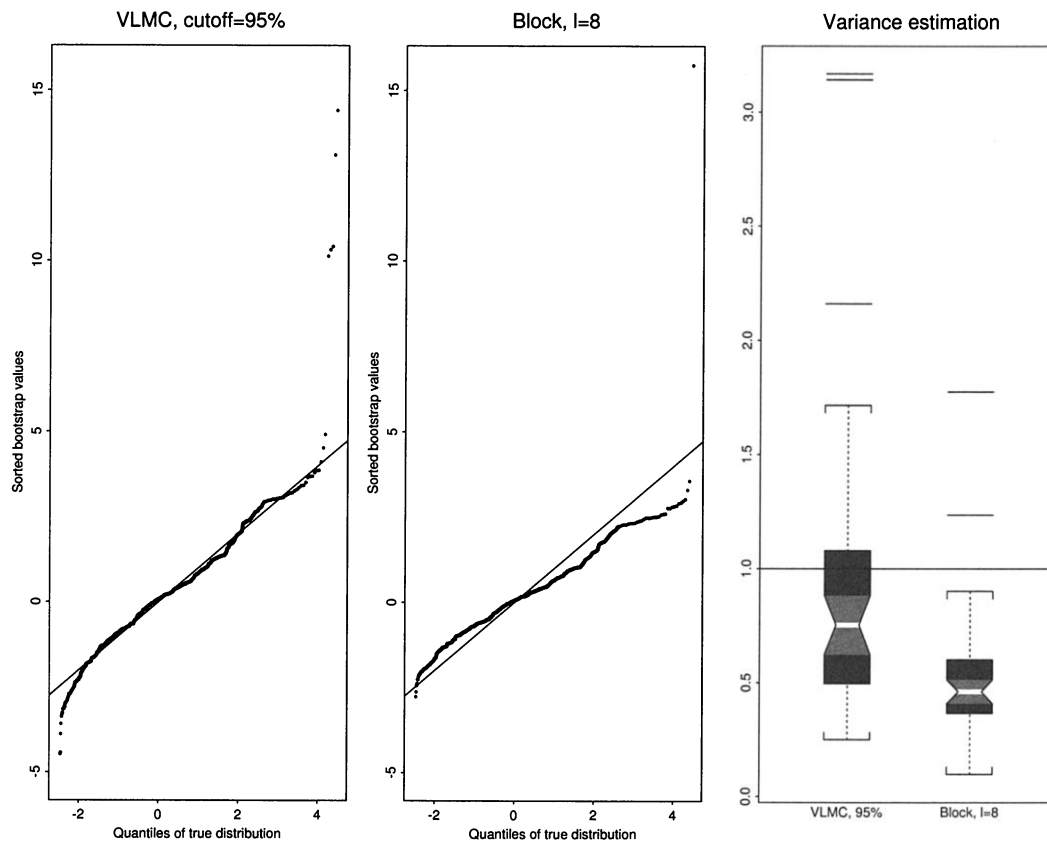 VLMC, cutoff=95%
Sorted bootstrap values
15
10
5
0
-5
-2
0
2
4
Quantiles of true distribution
Block, l=8
Sorted bootstrap values
15
10
5
0
-5
-2
0
2
4
Quantiles of true distribution
Variance estimation
3.0
2.5
2.0
1.5
1.0
0.5
0.0
VLMC, 95%
Block, l=8